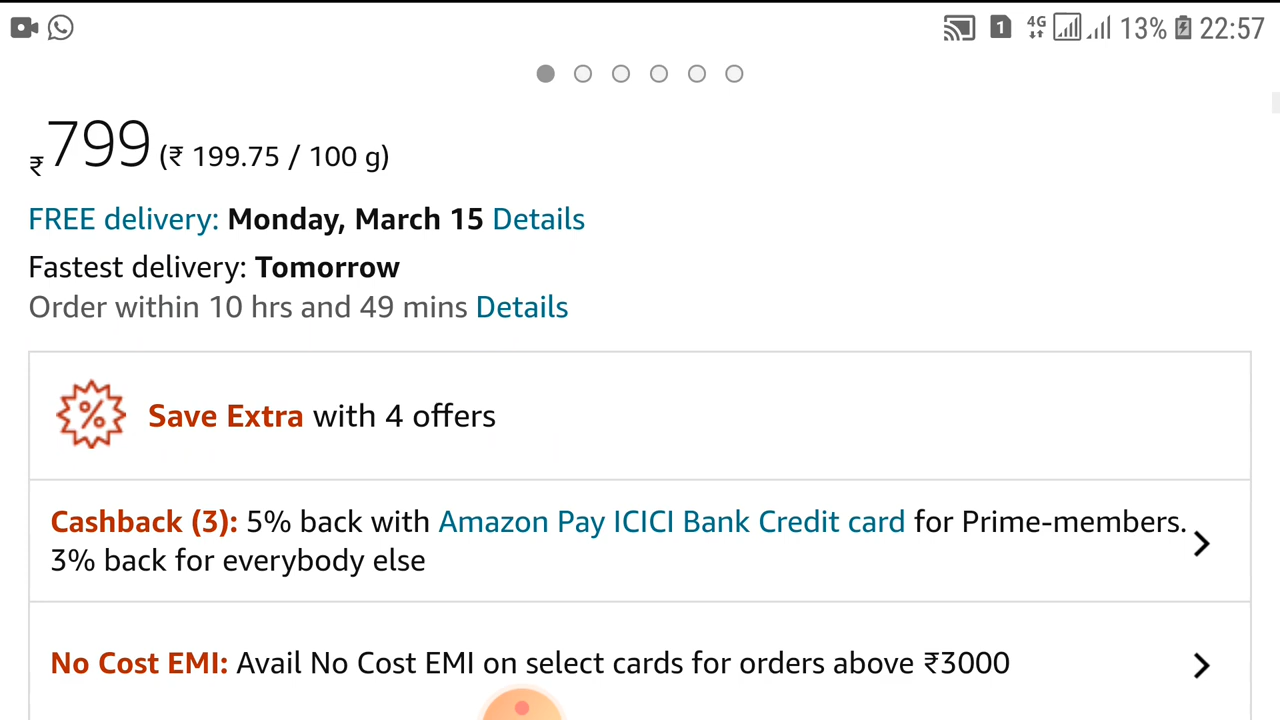 1 4G 13% 22:57
₹799 (₹ 199.75 / 100 g)
FREE delivery: Monday, March 15 Details
Fastest delivery: Tomorrow
Order within 10 hrs and 49 mins Details
% Save Extra with 4 offers
Cashback (3): 5% back with Amazon Pay ICICI Bank Credit card for Prime-members.
3% back for everybody else
No Cost EMI: Avail No Cost EMI on select cards for orders above ₹3000